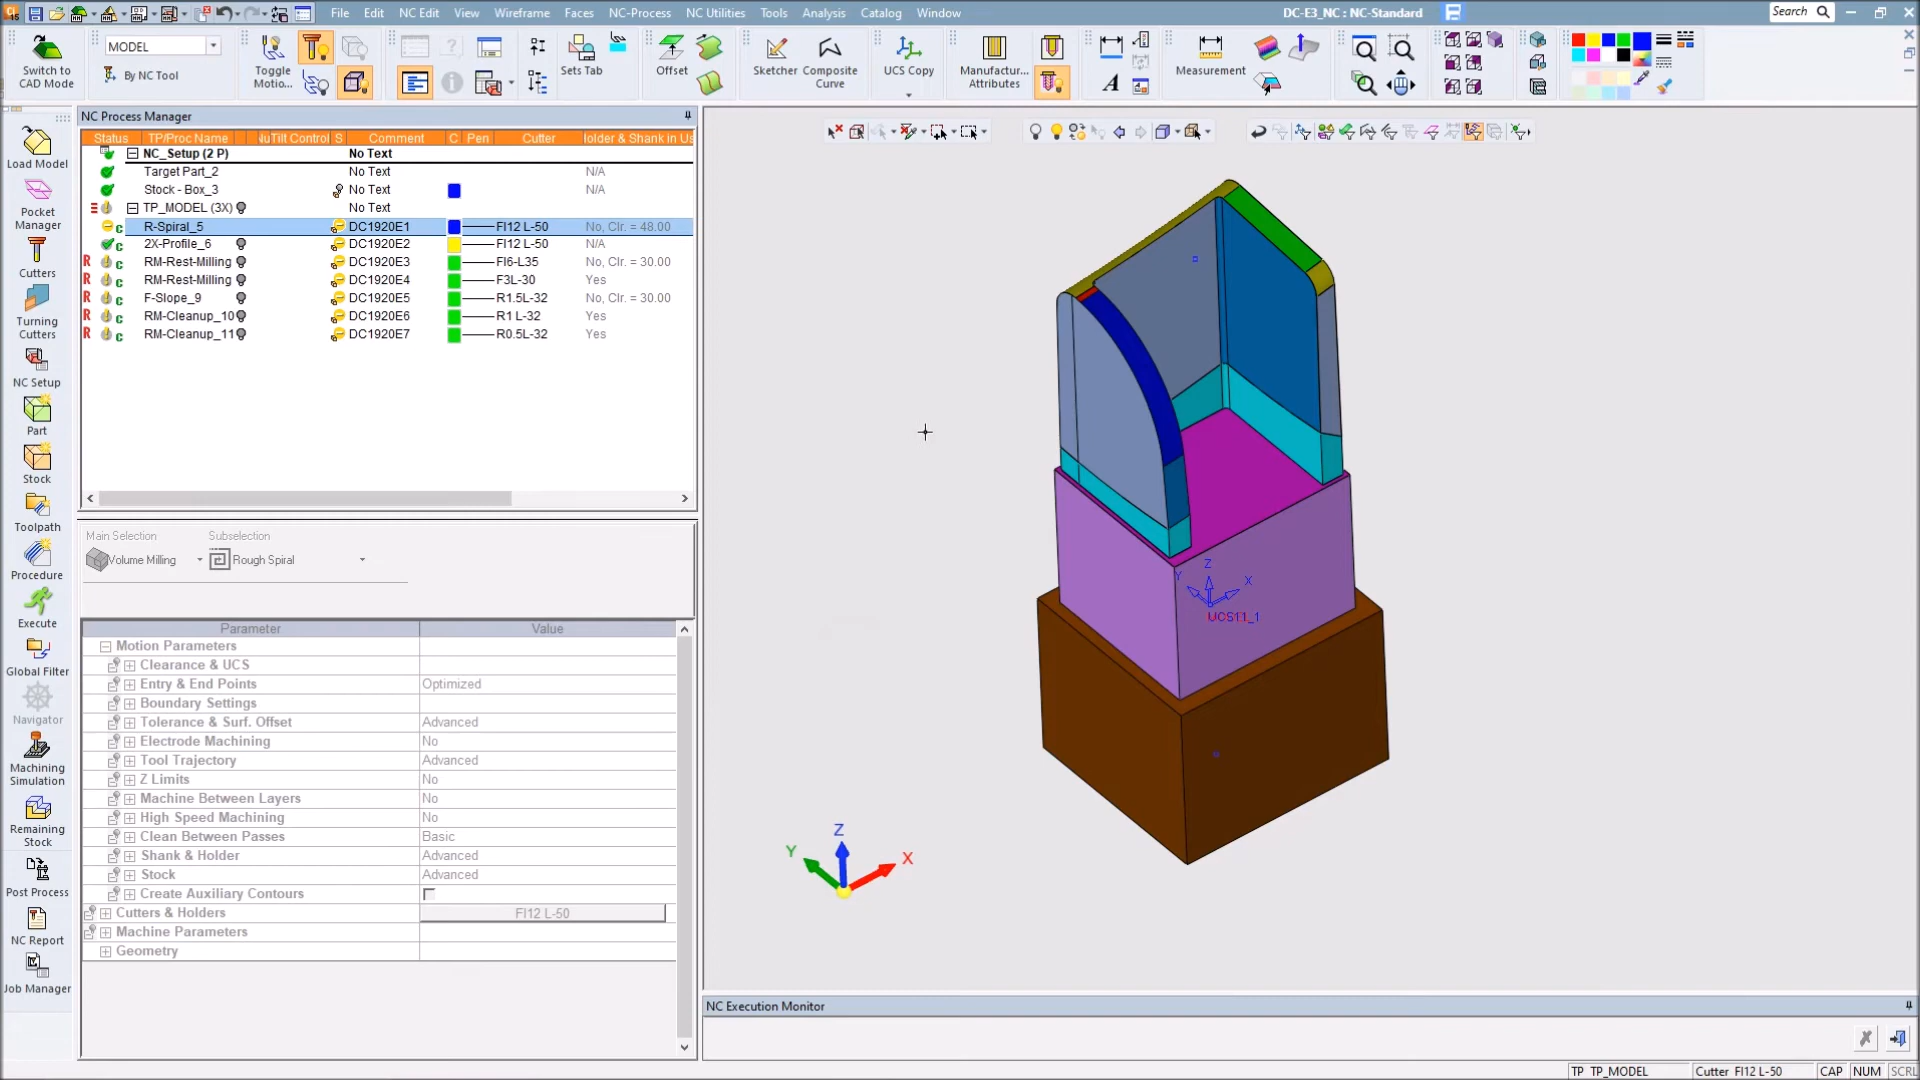 File Edit NC Edit View Wireframe Faces NC-Process NC Utilities Tools Analysis Catalog Window
DC-E3_NC : NC-Standard
Search
Switch to CAD Mode
MODEL
By NC Tool
Toggle Motio...
Sets Tab
Offset
Sketcher
Composite Curve
UCS Copy
Manufactur... Attributes
Measurement
Load Model
Pocket Manager
Cutters
Turning Cutters
NC Setup
Part
Stock
Toolpath
Procedure
Execute
Global Filter
Navigator
Machining Simulation
Remaining Stock
Post Process
NC Report
Job Manager
NC Process Manager
Status TP/Proc Name Tilt Control S Comment C Pen Cutter Holder & Shank in Us
NC_Setup (2 P) No Text
Target Part_2 No Text N/A
Stock - Box_3 No Text N/A
TP_MODEL (3X) No Text
c R-Spiral_5 DC1920E1 FI12 L-50 No, Clr. = 48.00
c 2X-Profile_6 DC1920E2 FI12 L-50 N/A
R c RM-Rest-Milling DC1920E3 FI6-L35 No, Clr. = 30.00
R c RM-Rest-Milling DC1920E4 F3L-30 Yes
R c F-Slope_9 DC1920E5 R1.5L-32 No, Clr. = 30.00
R c RM-Cleanup_10 DC1920E6 R1 L-32 Yes
R c RM-Cleanup_11 DC1920E7 R0.5L-32 Yes
Main Selection Subselection
Volume Milling Rough Spiral
Parameter Value
Motion Parameters
Clearance & UCS
Entry & End Points Optimized
Boundary Settings
Tolerance & Surf. Offset Advanced
Electrode Machining No
Tool Trajectory Advanced
Z Limits No
Machine Between Layers No
High Speed Machining No
Clean Between Passes Basic
Shank & Holder Advanced
Stock Advanced
Create Auxiliary Contours
Cutters & Holders FI12 L-50
Machine Parameters
Geometry
Z
Y X
Z
Y X
NC Execution Monitor
TP TP_MODEL Cutter FI12 L-50 CAP NUM SCRL